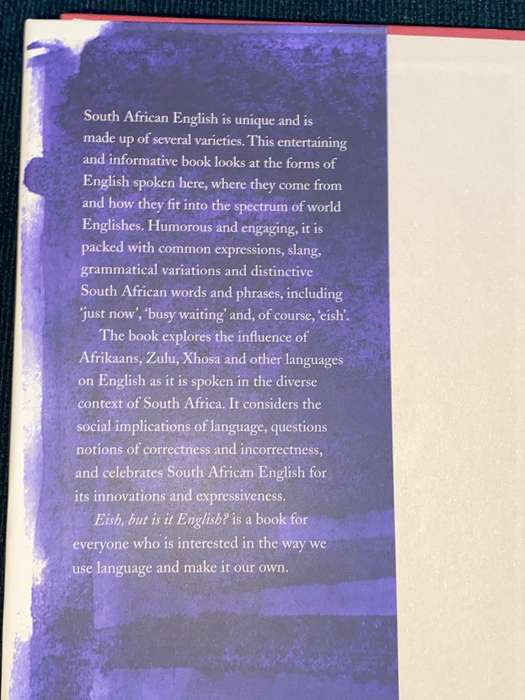 South African English is unique and is
made up of several varieties. This entertaining
and informative book looks at the forms of
English spoken here, where they come from
and how they fit into the spectrum of world
Englishes. Humorous and engaging, it is
packed with common expressions, slang,
grammatical variations and distinctive
South African words and phrases, including
‘just now’, ‘busy waiting’ and, of course, ‘eish’.
The book explores the influence of
Afrikaans, Zulu, Xhosa and other languages
on English as it is spoken in the diverse
context of South Africa. It considers the
social implications of language, questions
notions of correctness and incorrectness,
and celebrates South African English for
its innovations and expressiveness.
Eish, but is it English? is a book for
everyone who is interested in the way we
use language and make it our own.